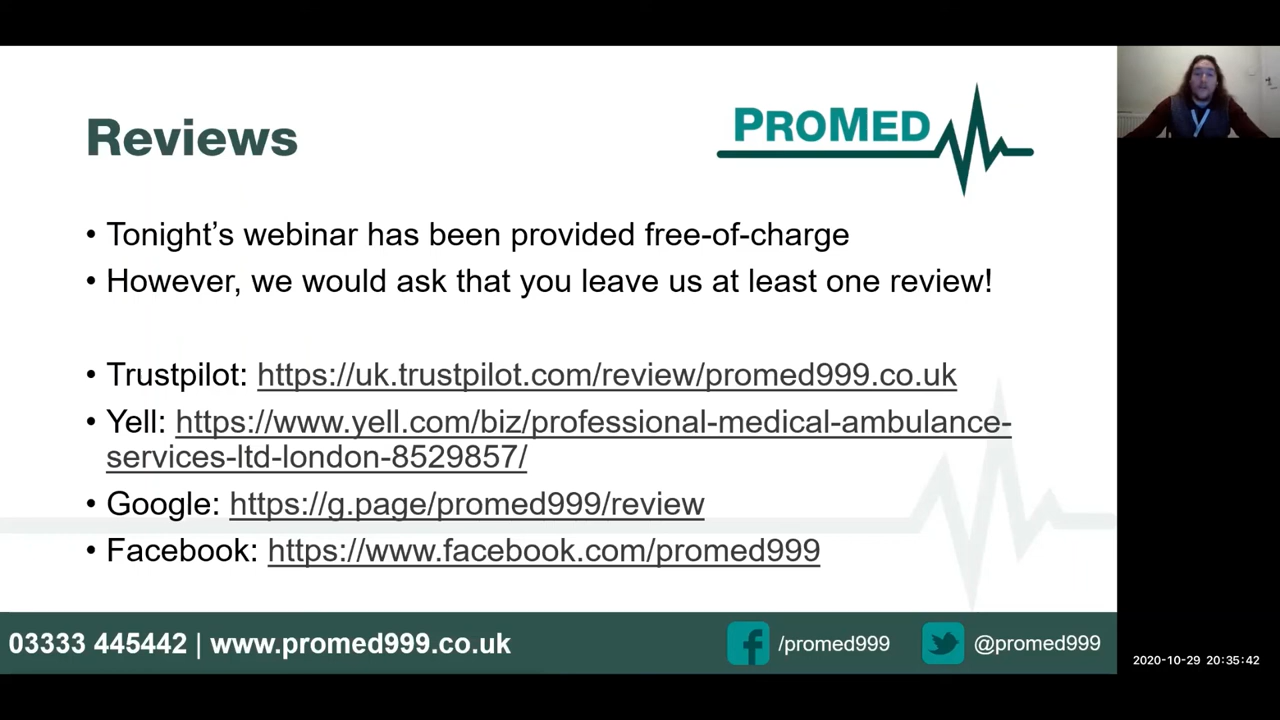 Reviews
PROMED
• Tonight’s webinar has been provided free-of-charge
• However, we would ask that you leave us at least one review!
• Trustpilot: https://uk.trustpilot.com/review/promed999.co.uk
• Yell: https://www.yell.com/biz/professional-medical-ambulance-
services-ltd-london-8529857/
• Google: https://g.page/promed999/review
• Facebook: https://www.facebook.com/promed999
03333 445442 | www.promed999.co.uk
/promed999
@promed999
2020-10-29 20:35:42